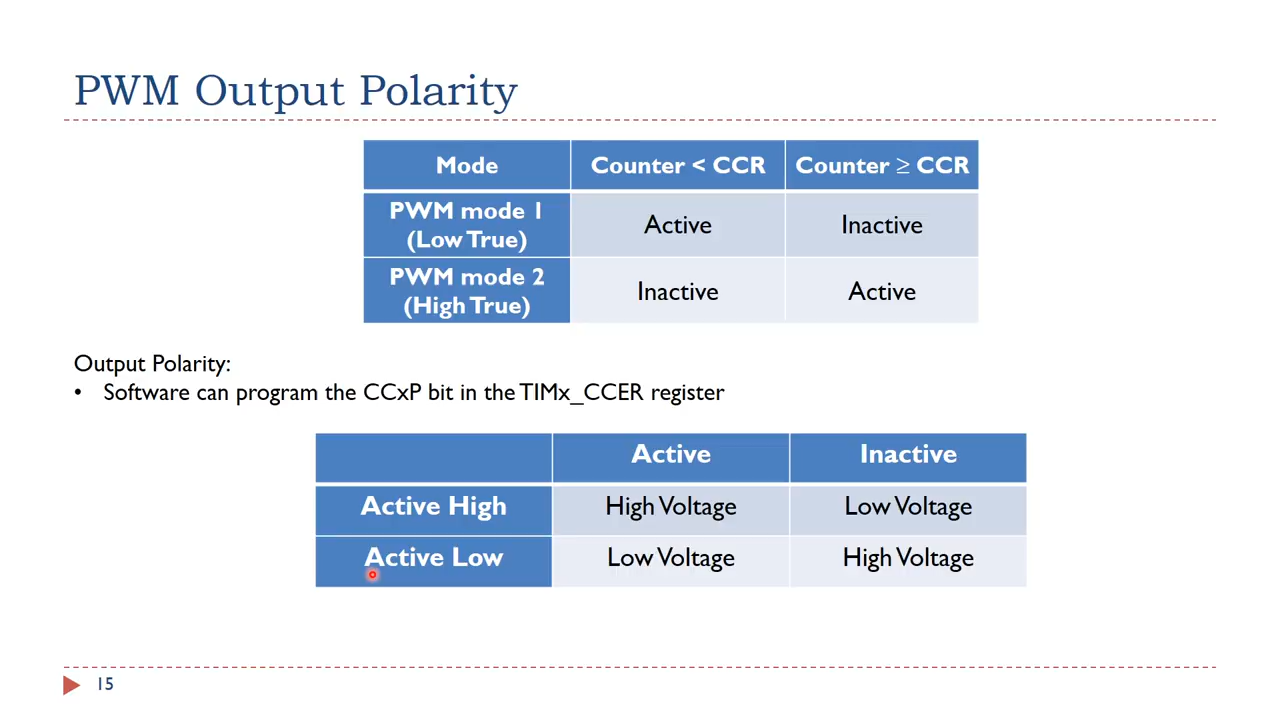 PWM Output Polarity
Mode Counter < CCR Counter ≥ CCR
PWM mode 1
(Low True) Active Inactive
PWM mode 2
(High True) Inactive Active
Output Polarity:
• Software can program the CCxP bit in the TIMx_CCER register
Active Inactive
Active High High Voltage Low Voltage
Active Low Low Voltage High Voltage
15